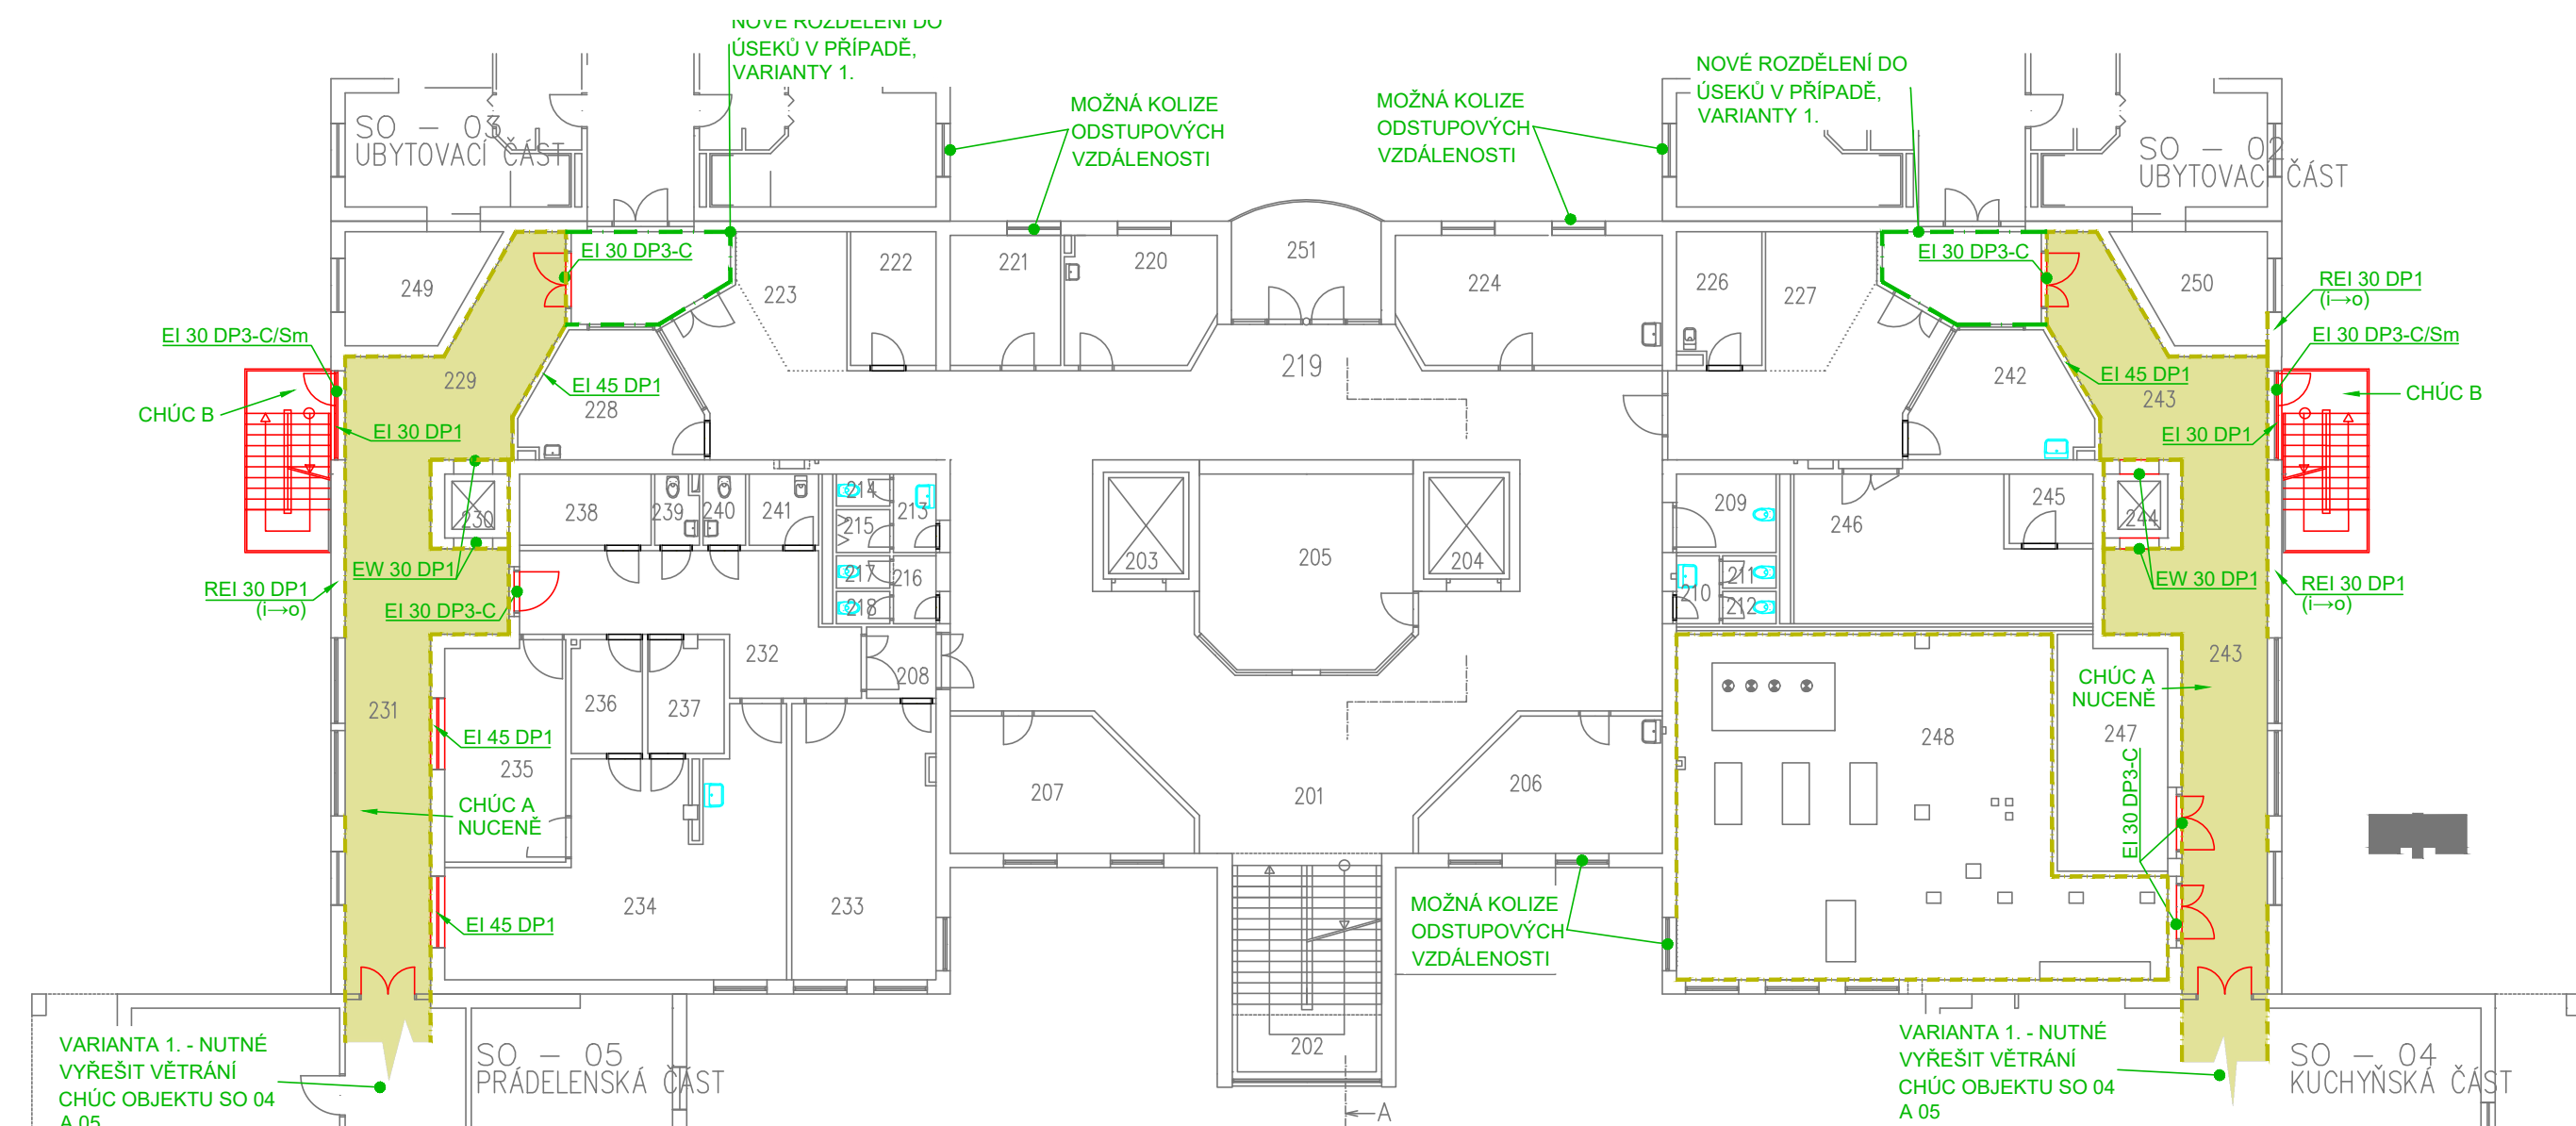 NOVÉ ROZDĚLENÍ DO
ÚSEKŮ V PŘÍPADĚ,
VARIANTY 1.
NOVÉ ROZDĚLENÍ DO
ÚSEKŮ V PŘÍPADĚ,
VARIANTY 1.
MOŽNÁ KOLIZE
ODSTUPOVÝCH
VZDÁLENOSTI
MOŽNÁ KOLIZE
ODSTUPOVÝCH
VZDÁLENOSTI
SO - 03
UBYTOVACÍ ČÁST
SO - 02
UBYTOVACÍ ČÁST
EI 30 DP3-C
EI 30 DP3-C
249
223
222
221
220
251
224
226
227
250
REI 30 DP1
(i→o)
EI 30 DP3-C/Sm
EI 30 DP3-C/Sm
229
EI 45 DP1
228
219
242
EI 45 DP1
243
CHÚC B
CHÚC B
EI 30 DP1
EI 30 DP1
230
238
239
240
241
214
215
213
217
216
218
203
205
204
209
210
211
212
246
245
244
EW 30 DP1
EW 30 DP1
REI 30 DP1
(i→o)
REI 30 DP1
(i→o)
EI 30 DP3-C
232
208
243
231
236
237
CHÚC A
NUCENĚ
EI 45 DP1
235
248
247
EI 30 DP3-C
207
201
206
CHÚC A
NUCENĚ
234
233
EI 45 DP1
MOŽNÁ KOLIZE
ODSTUPOVÝCH
VZDÁLENOSTI
202
A
VARIANTA 1. - NUTNÉ
VYŘEŠIT VĚTRÁNÍ
CHÚC OBJEKTU SO 04
A 05
SO - 05
PRÁDELENSKÁ ČÁST
VARIANTA 1. - NUTNÉ
VYŘEŠIT VĚTRÁNÍ
CHÚC OBJEKTU SO 04
A 05
SO - 04
KUCHYŇSKÁ ČÁST